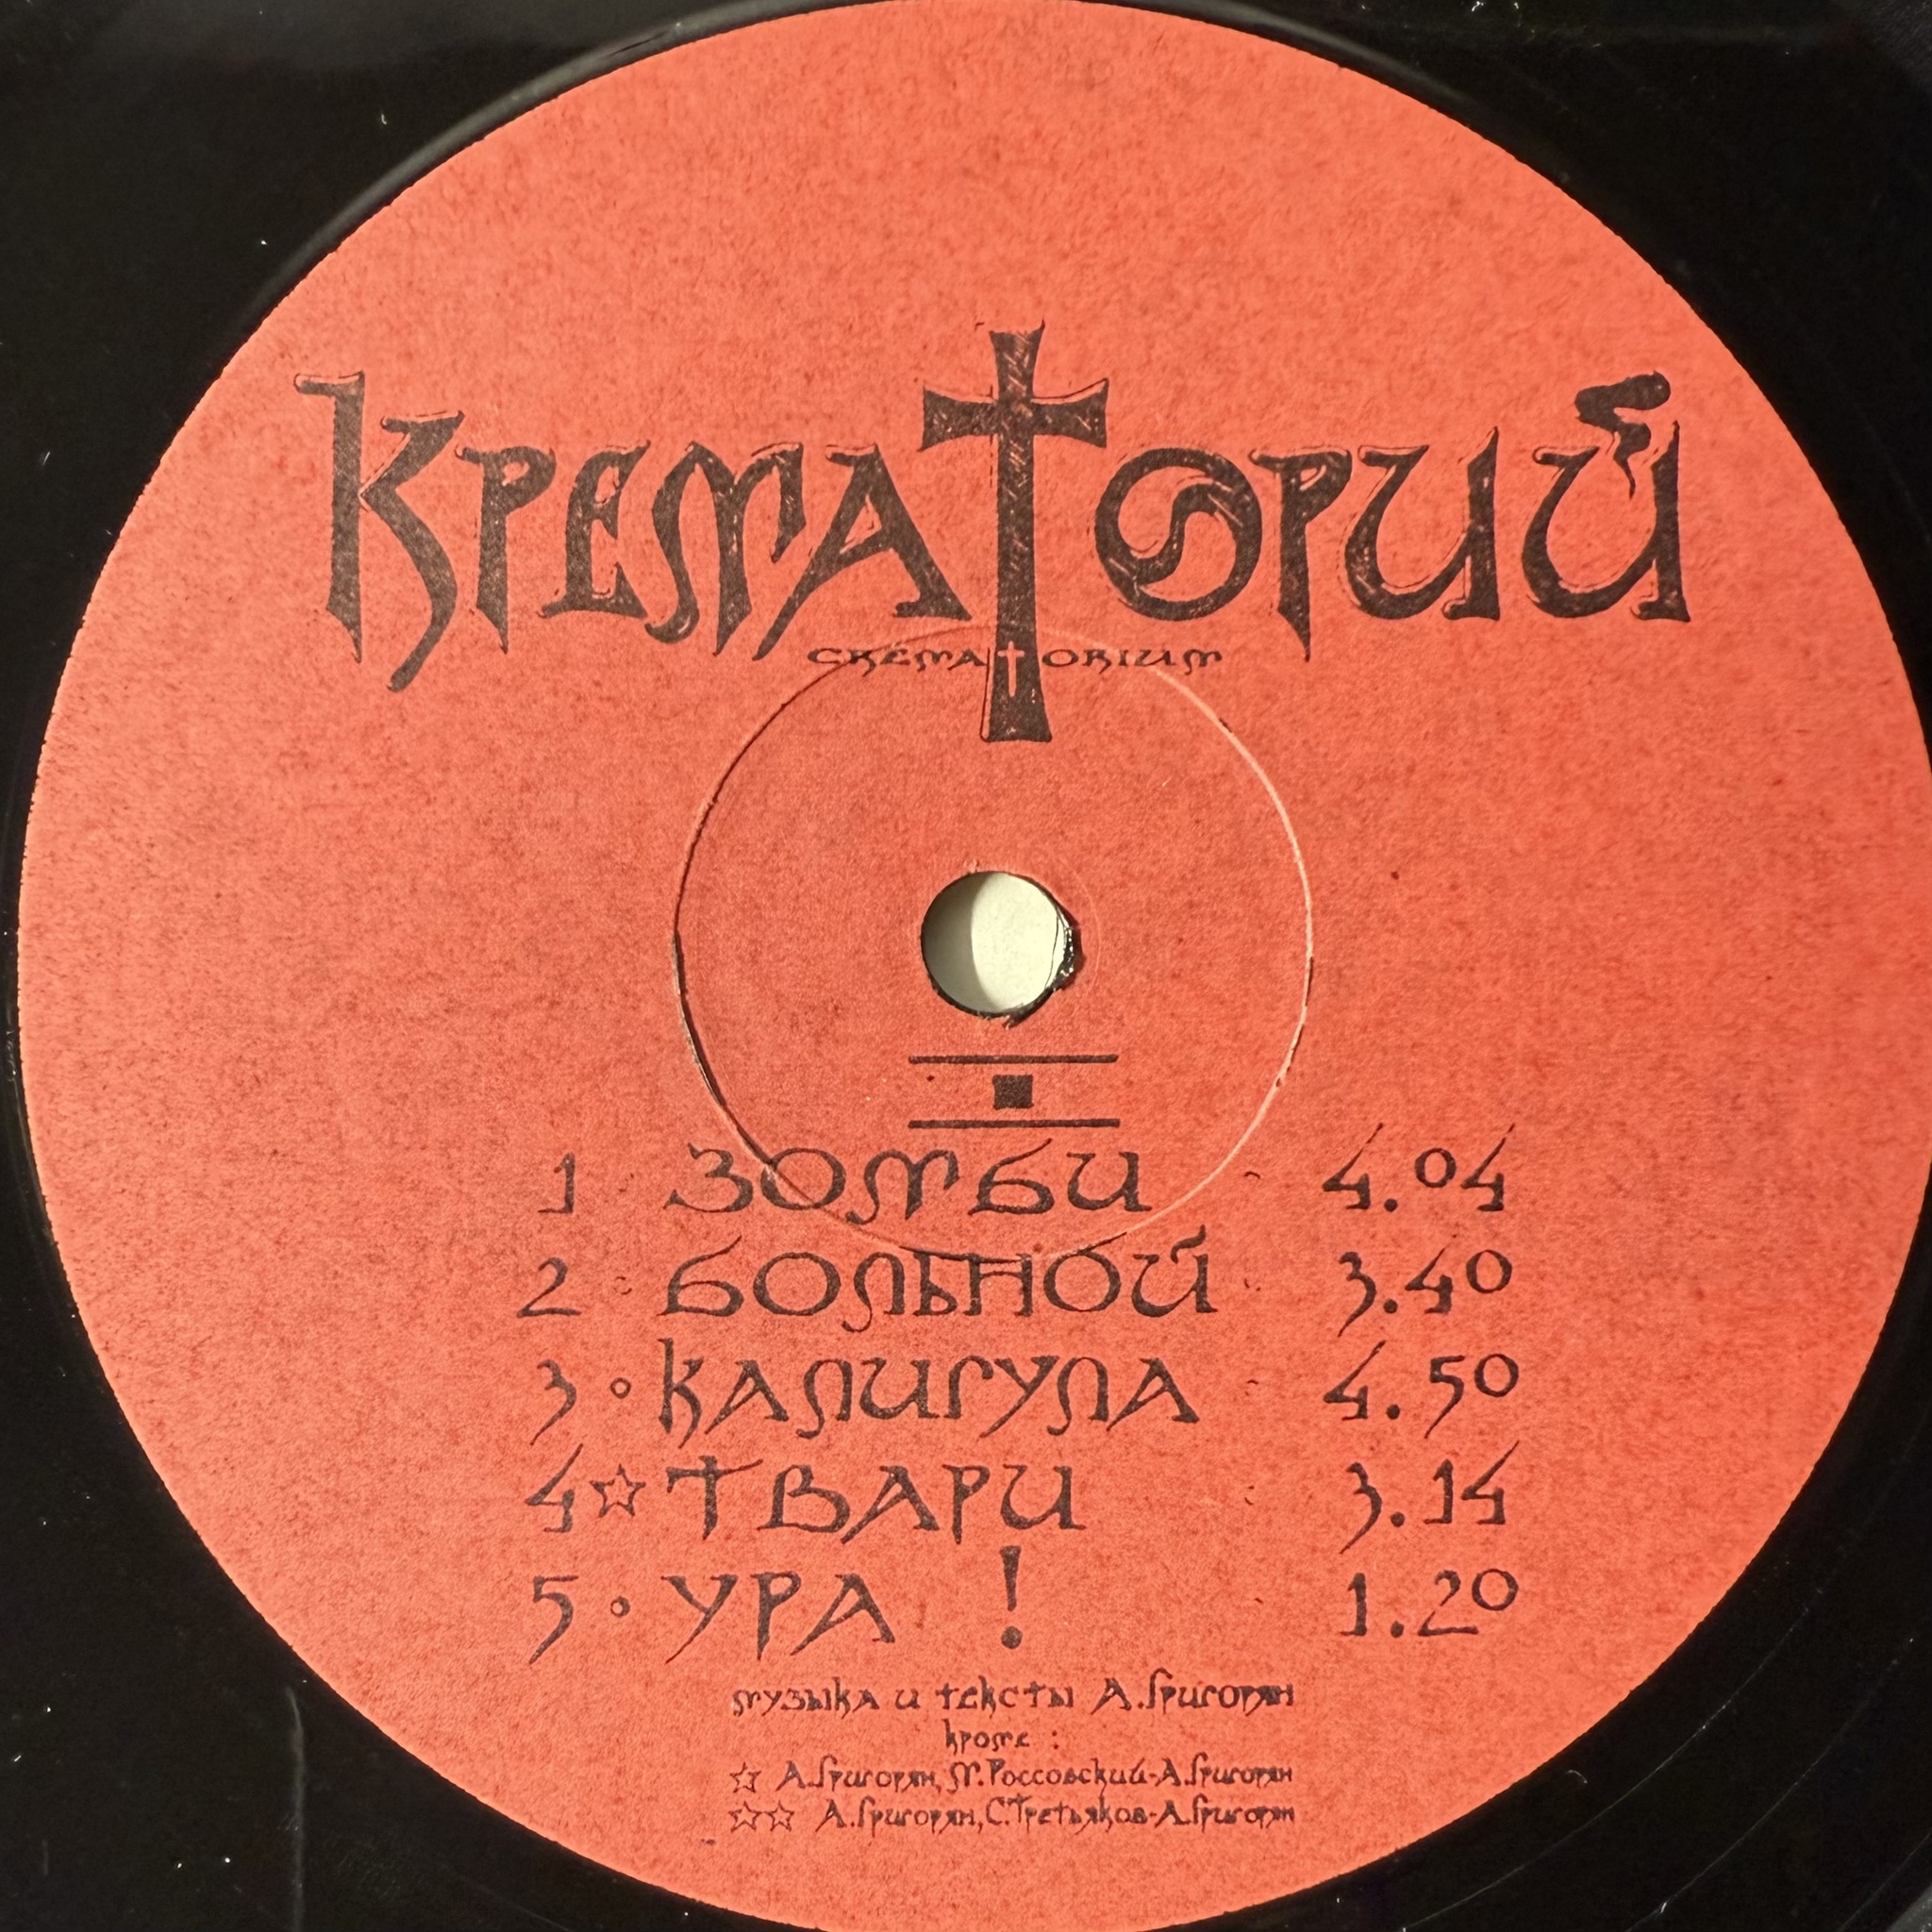 КРЕМАТОРИЙ
CREMATORIUM
1 ЗОМБИ 4.04
2 БОЛЬНОЙ 3.40
3 КАЛИГУЛА 4.50
4 ☆ ТВАРИ 3.14
5 УРА ! 1.20
музыка и тексты А.Григорян
кроме :
☆ А.Григорян, М.Россовский-А.Григорян
☆☆ А.Григорян, С.Третьяков-А.Григорян